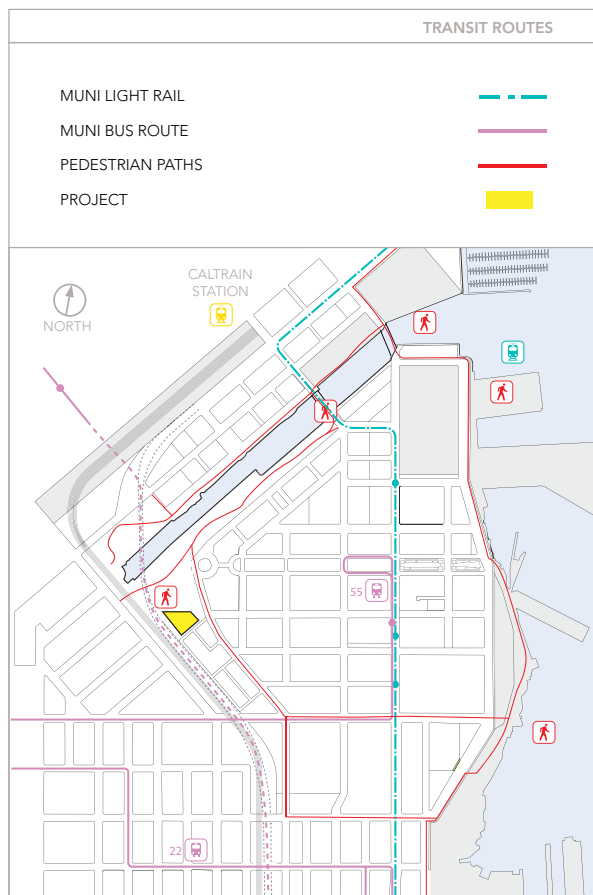 TRANSIT ROUTES
MUNI LIGHT RAIL
MUNI BUS ROUTE
PEDESTRIAN PATHS
PROJECT
CALTRAIN
STATION
NORTH
55
22